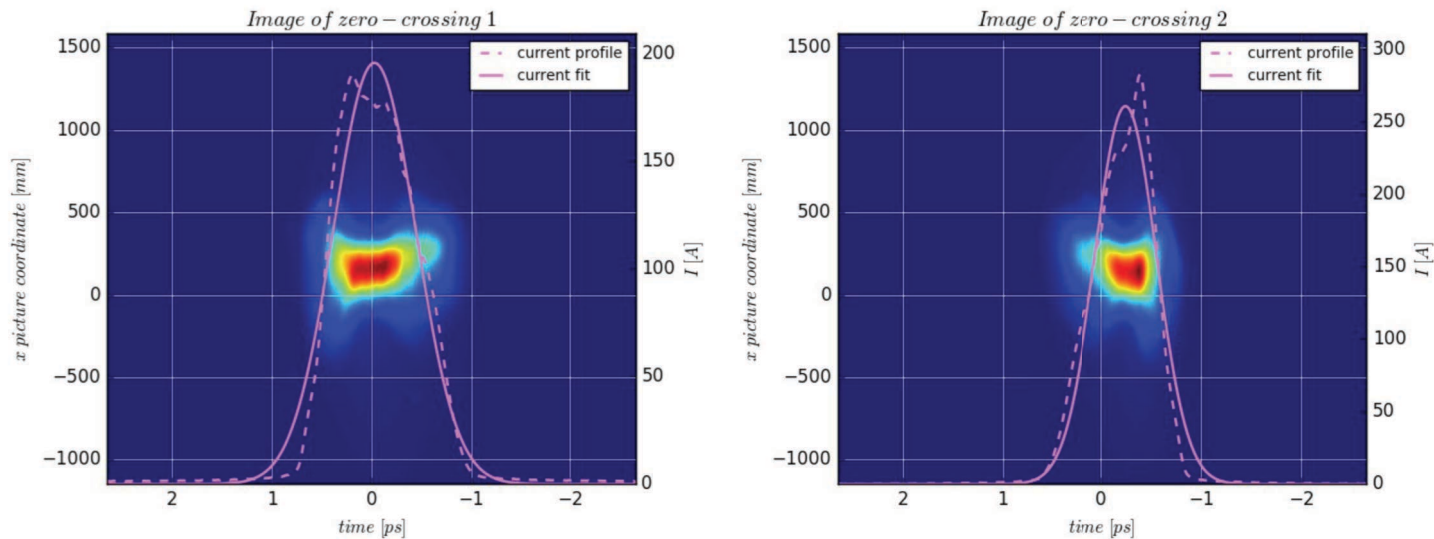 Image of zero − crossing 1
current profile
current fit
1500
1000
500
0
−500
−1000
x picture coordinate [mm]
200
150
100
50
0
I [A]
2 1 0 −1 −2
time [ps]
Image of zero − crossing 2
current profile
current fit
1500
1000
500
0
−500
−1000
x picture coordinate [mm]
300
250
200
150
100
50
0
I [A]
2 1 0 −1 −2
time [ps]